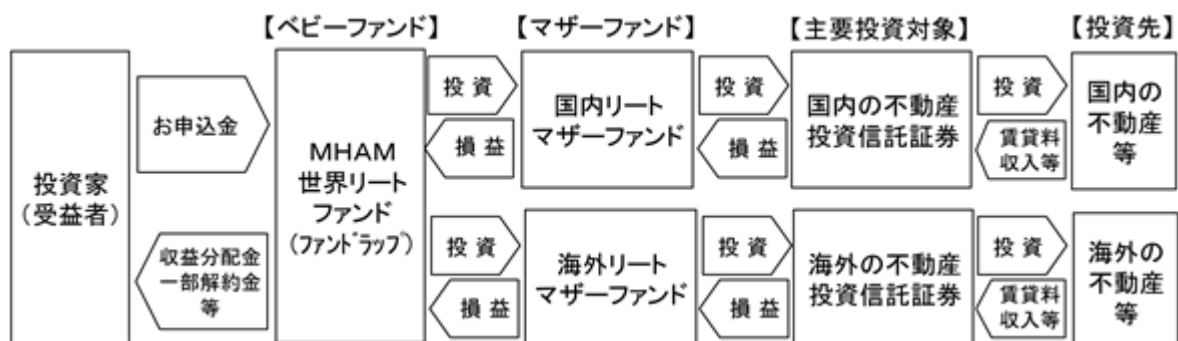 【ベビーファンド】
【マザーファンド】
【主要投資対象】
【投資先】
投資家
（受益者）
お申込金
収益分配金
一部解約金
等
ＭＨＡＭ
世界リート
ファンド
(ﾌｧﾝﾄﾞﾗｯﾌﾟ)
投 資
損 益
国内リート
マザーファンド
投 資
損 益
国内の不動産
投資信託証券
投 資
賃貸料
収入等
国内の
不動産
等
投 資
損 益
海外リート
マザーファンド
投 資
損 益
海外の不動産
投資信託証券
投 資
賃貸料
収入等
海外の
不動産
等